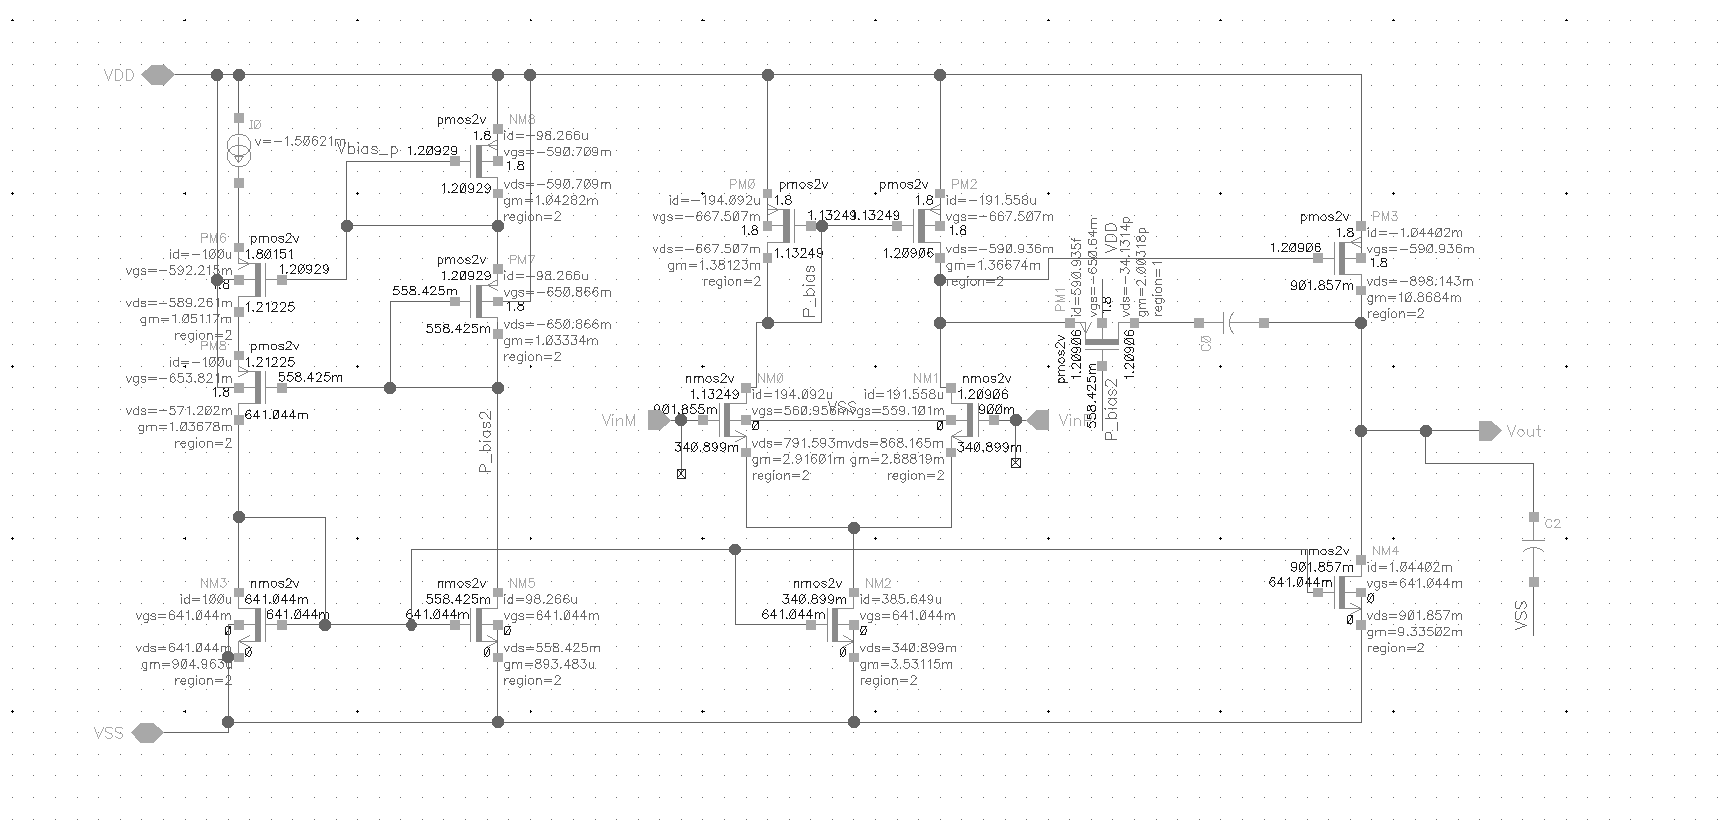 VDD
I0
v=-1.50621m
Vbias_p
1.20929
pmos2v
NM8
1.8
id=-98.266u
vgs=-590.709m
1.8
1.20929
vds=-590.709m
gm=1.04282m
region=2
PM6
pmos2v
id=-100u
1.80151
vgs=-592.215m
1.20929
1.8
vds=-589.261m
1.21225
gm=1.05117m
region=2
PM7
pmos2v
1.20929
id=-98.266u
558.425m
vgs=-650.866m
1.8
558.425m
vds=-650.866m
gm=1.03334m
region=2
PM8
pmos2v
id=-100u
1.21225
vgs=-653.821m
558.425m
1.8
vds=-571.202m
641.044m
gm=1.03678m
region=2
P_bias2
PM0
pmos2v
id=-194.092u
1.8
vgs=-667.507m
1.13249
1.8
vds=-667.507m
1.13249
gm=1.38123m
region=2
P_bias
pmos2v
PM2
1.8
id=-191.558u
1.13249
vgs=-667.507m
1.8
vds=-590.936m
1.20906
gm=1.36674m
region=2
PM1
pmos2v
id=590.935f
vgs=-650.64m
vds=-34.1314p
gm=2.00318p
region=1
VDD
1.8
1.20906
1.20906
558.425m
P_bias2
C0
pmos2v
PM3
1.8
id=-1.04402m
1.20906
vgs=-590.936m
1.8
901.857m
vds=-898.143m
gm=10.8684m
region=2
VinM
nmos2v
NM0
1.13249
id=194.092u
901.855m
vgs=560.956m
VSS
0
340.899m
vds=791.593m
gm=2.91601m
region=2
NM1
nmos2v
id=191.558u
1.20906
vgs=559.101m
900m
0
vds=868.165m
340.899m
gm=2.88819m
region=2
Vout
C2
VSS
NM3
nmos2v
id=100u
641.044m
vgs=641.044m
641.044m
0
vds=641.044m
0
region=2
nmos2v
NM5
558.425m
id=98.266u
641.044m
vgs=641.044m
0
0
vds=558.425m
gm=893.483u
region=2
nmos2v
NM2
340.899m
id=385.649u
641.044m
vgs=641.044m
0
0
vds=340.899m
gm=3.53115m
region=2
nmos2v
NM4
901.857m
id=1.04402m
641.044m
vgs=641.044m
0
0
vds=901.857m
gm=9.33502m
region=2
VSS